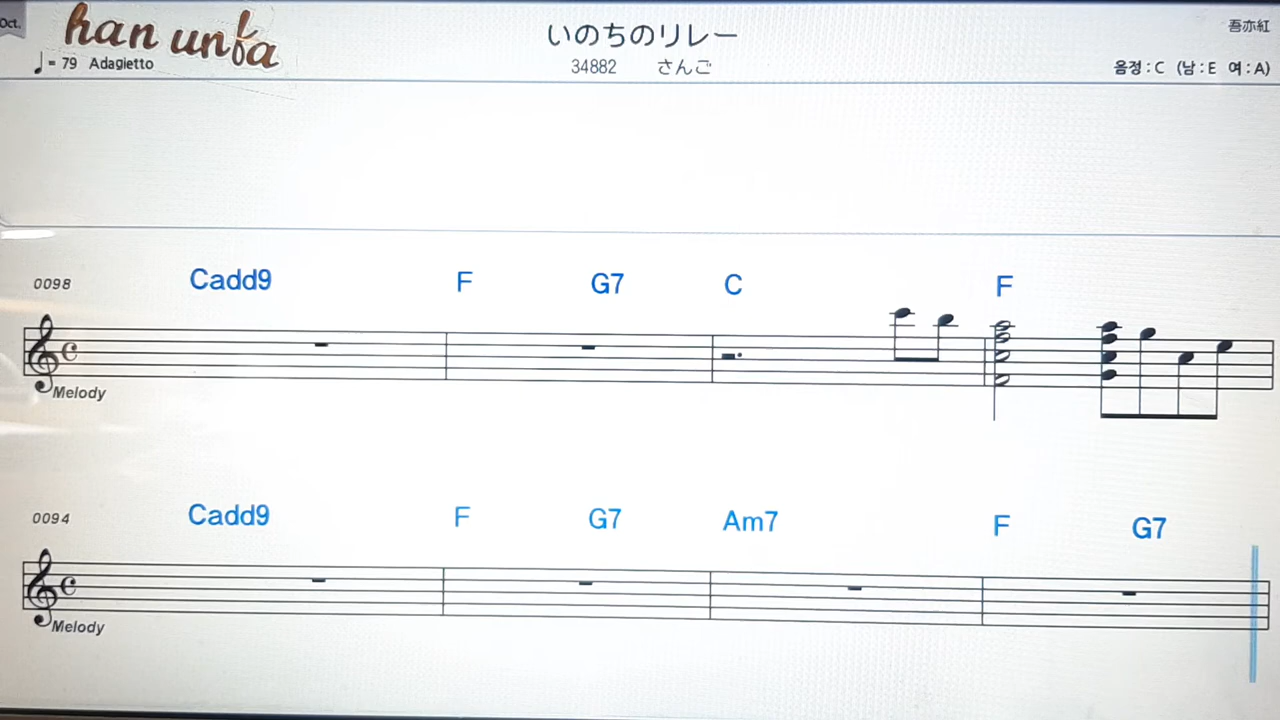 Oct.
han unfa
いのちのリレー
吾亦紅
♩= 79 Adagietto
34882 さんご
음정 : C (남 : E 여 : A)
0098 Cadd9 F G7 C F
Melody
0094 Cadd9 F G7 Am7 F G7
Melody